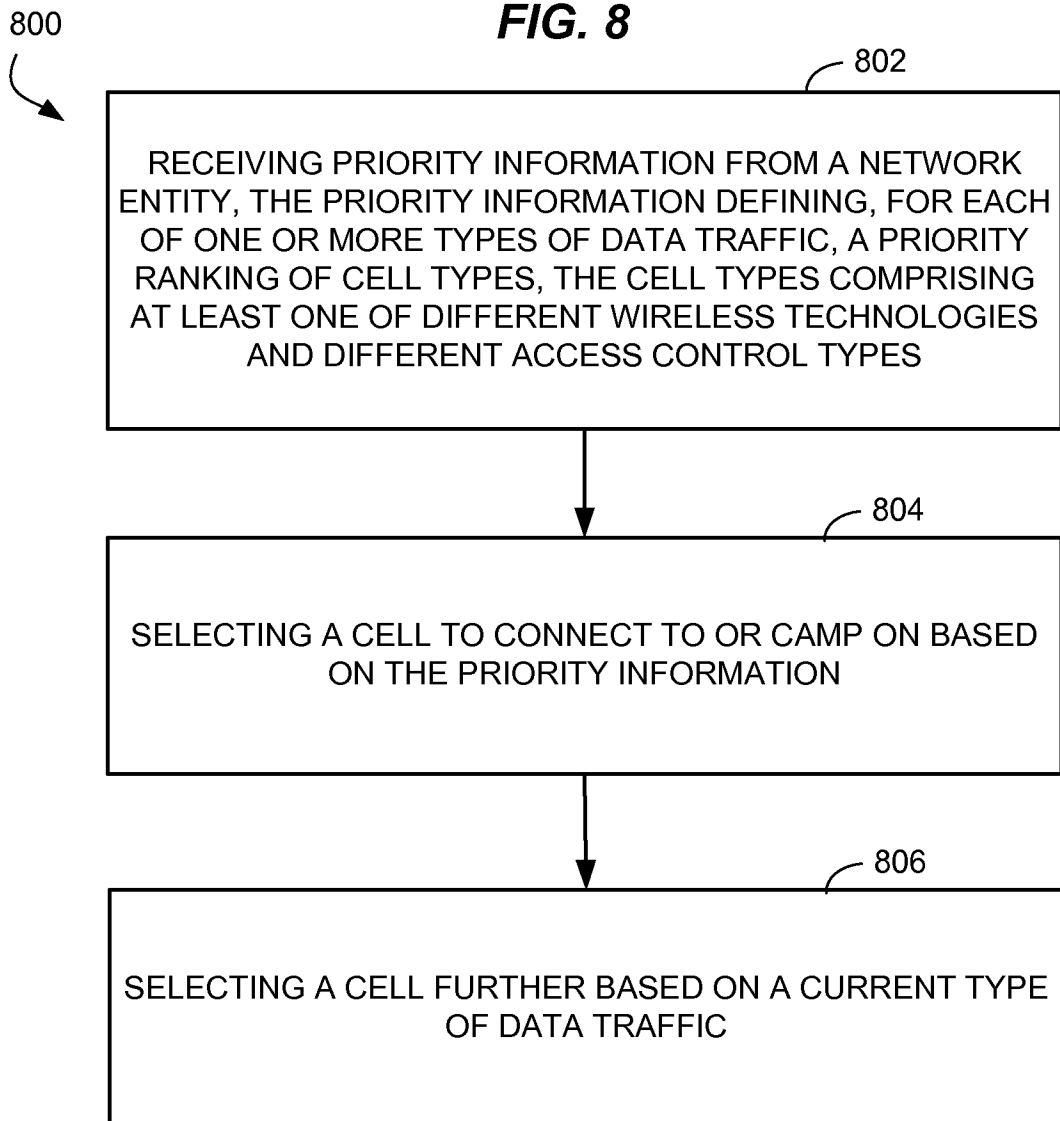 FIG. 8
800
802
RECEIVING PRIORITY INFORMATION FROM A NETWORK
ENTITY, THE PRIORITY INFORMATION DEFINING, FOR EACH
OF ONE OR MORE TYPES OF DATA TRAFFIC, A PRIORITY
RANKING OF CELL TYPES, THE CELL TYPES COMPRISING
AT LEAST ONE OF DIFFERENT WIRELESS TECHNOLOGIES
AND DIFFERENT ACCESS CONTROL TYPES
804
SELECTING A CELL TO CONNECT TO OR CAMP ON BASED
ON THE PRIORITY INFORMATION
806
SELECTING A CELL FURTHER BASED ON A CURRENT TYPE
OF DATA TRAFFIC